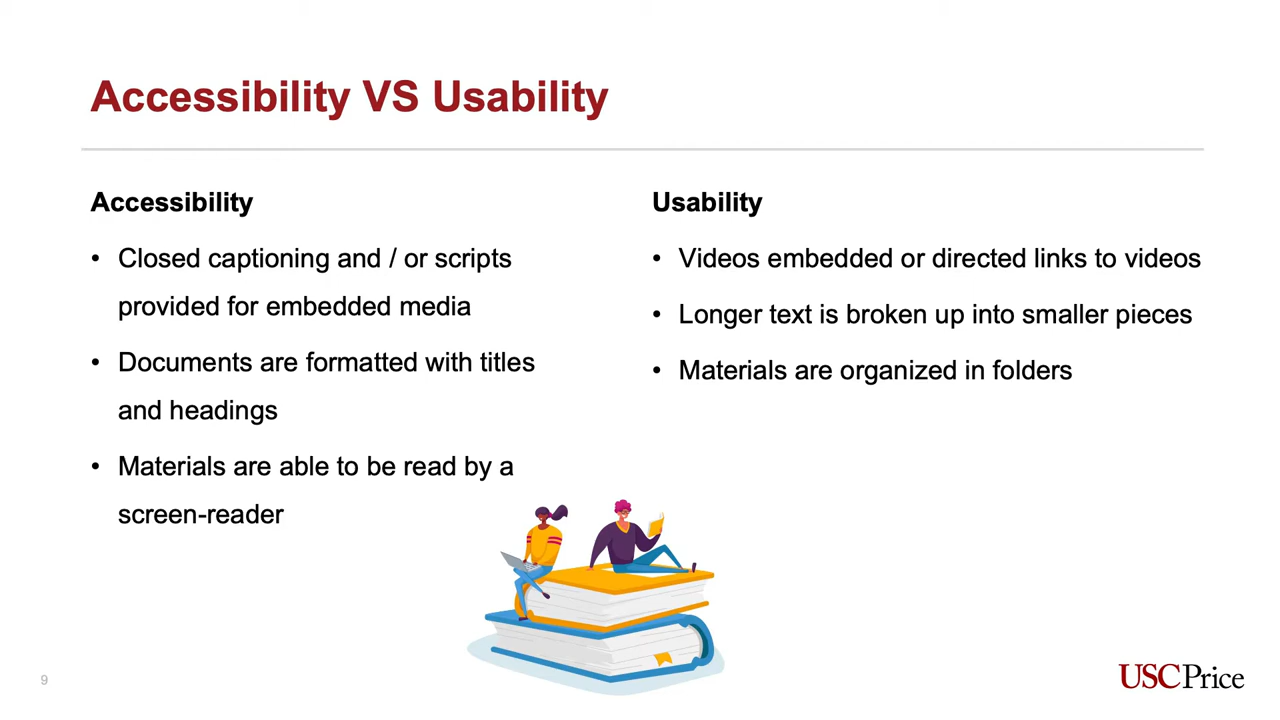 Accessibility VS Usability
Accessibility
• Closed captioning and / or scripts
provided for embedded media
• Documents are formatted with titles
and headings
• Materials are able to be read by a
screen-reader
Usability
• Videos embedded or directed links to videos
• Longer text is broken up into smaller pieces
• Materials are organized in folders
9
USC Price